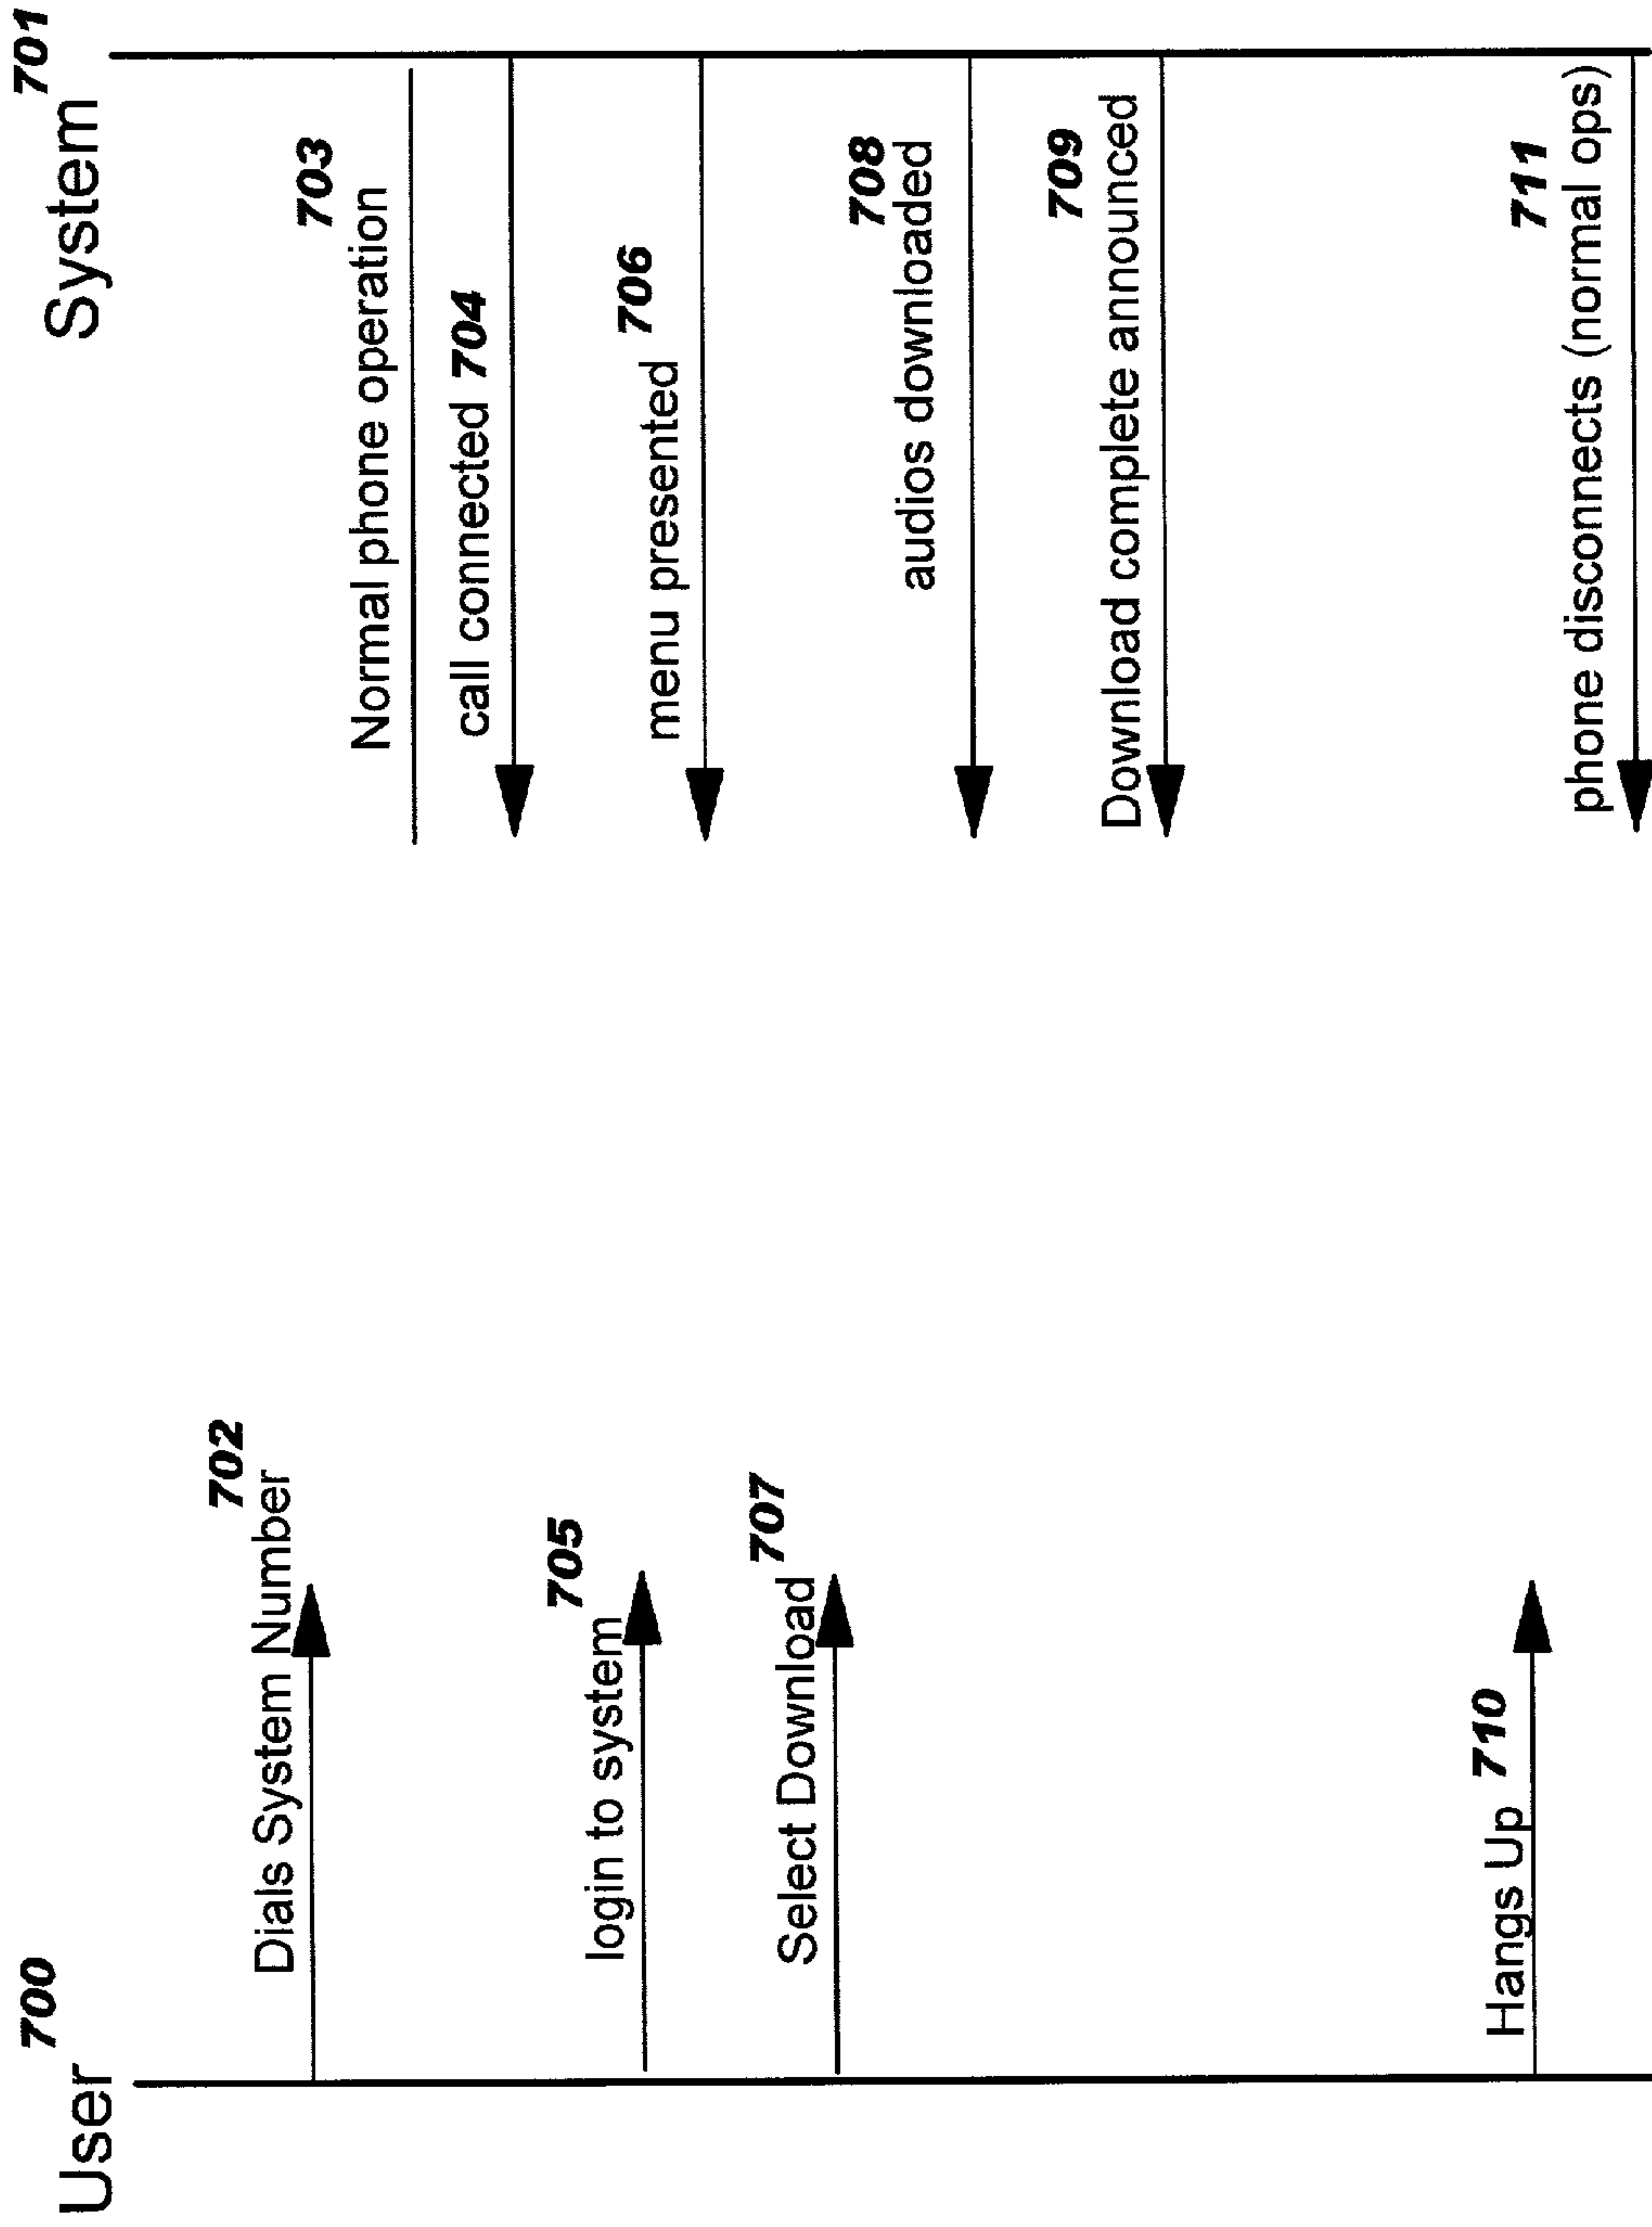 User 700
System 701
702
Dials System Number
703
Normal phone operation
call connected 704
705
login to system
menu presented 706
707
Select Download
708
audios downloaded
709
Download complete announced
Hangs Up 710
711
phone disconnects (normal ops)